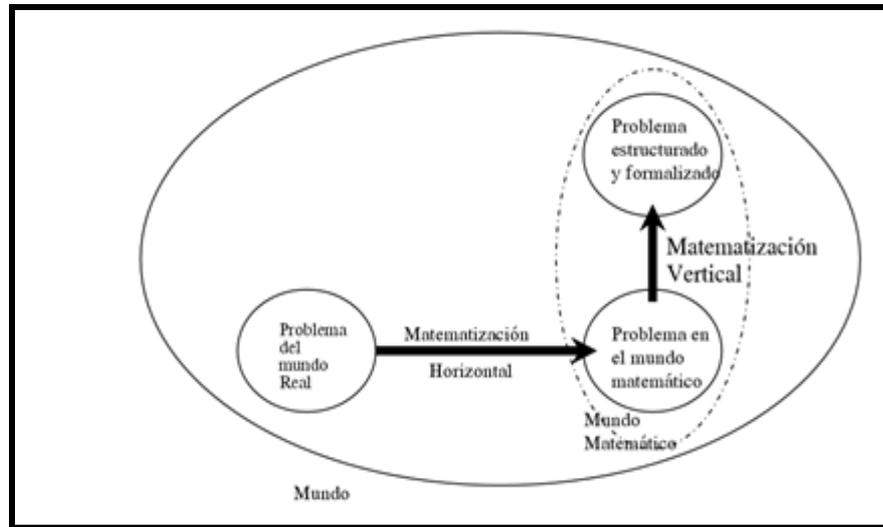 Problema
estructurado
y formalizado
Matematización
Vertical
Problema
del
mundo
Real
Matematización
Horizontal
Problema en
el mundo
matemático
Mundo
Matemático
Mundo